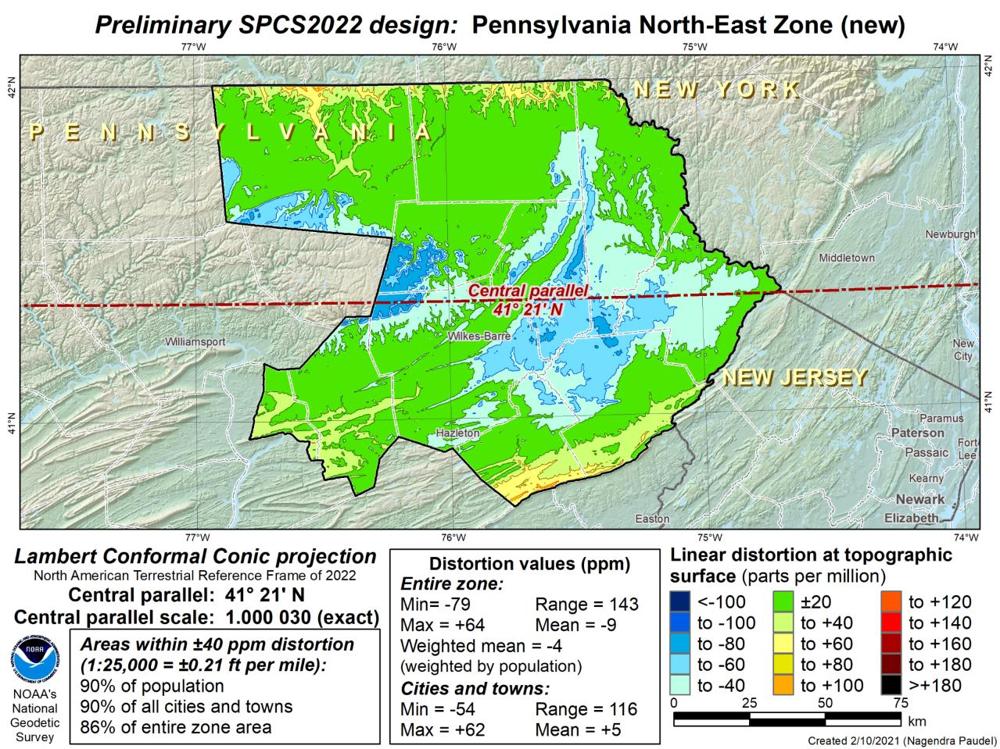 Preliminary SPCS2022 design: Pennsylvania North-East Zone (new)
77°W 76°W 75°W 74°W
42°N
42°N
NEW YORK
PENNSYLVANIA
Newburgh
Middletown
Central parallel
41° 21' N
Wilkes-Barre
Williamsport
New
City
NEW JERSEY
41°N
41°N
Hazleton
Paramus
Paterson
Fort
Lee
Passaic
Kearny
Newark
Easton
Elizabeth
77°W 76°W 75°W 74°W
Lambert Conformal Conic projection
North American Terrestrial Reference Frame of 2022
Central parallel: 41° 21' N
Central parallel scale: 1.000 030 (exact)
NOAA
NOAA's
National
Geodetic
Survey
Areas within ±40 ppm distortion
(1:25,000 = ±0.21 ft per mile):
90% of population
90% of all cities and towns
86% of entire zone area
Distortion values (ppm)
Entire zone:
Min= -79 Range = 143
Max = +64 Mean = -9
Weighted mean = -4
(weighted by population)
Cities and towns:
Min = -54 Range = 116
Max = +62 Mean = +5
Linear distortion at topographic
surface (parts per million)
<-100 ±20 to +120
to -100 to +40 to +140
to -80 to +60 to +160
to -60 to +80 to +180
to -40 to +100 >+180
0 25 50 75
km
Created 2/10/2021 (Nagendra Paudel)